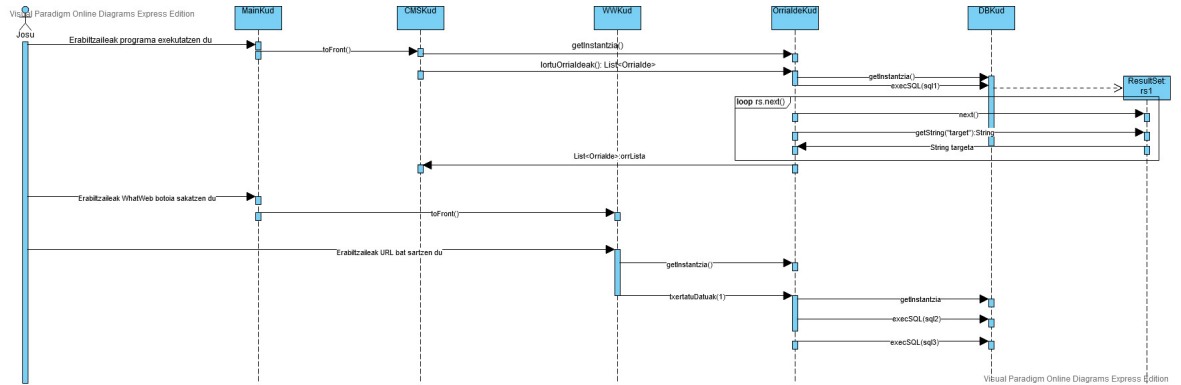 Visual Paradigm Online Diagrams Express Edition
Josu
MainKud
CMSKud
WWKud
OrrialdeKud
DBKud
Erabiltzaileak programa exekutatzen du
toFront()
getInstantzia()
lortuOrrialdeak(): List<Orrialde>
getInstantzia()
execSQL(sql1)
ResultSet:
rs1
loop rs.next()
next()
getString("target"):String
String targeta
List<Orrialde>:orrLista
Erabiltzaileak WhatWeb botoia sakatzen du
toFront()
Erabiltzaileak URL bat sartzen du
getInstantzia()
txertatuDatuak(1)
getInstantzia
execSQL(sql2)
execSQL(sql3)
Visual Paradigm Online Diagrams Express Edition